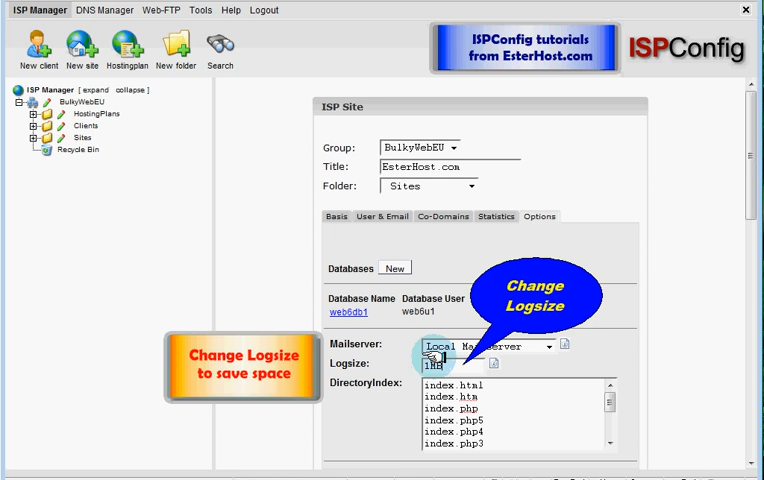 ISP Manager DNS Manager Web-FTP Tools Help Logout
New client New site Hostingplan New folder Search
ISPConfig tutorials
from EsterHost.com
ISPConfig
ISP Manager [ expand collapse ]
BulkyWebEU
HostingPlans
Clients
Sites
Recycle Bin
ISP Site
Group: BulkyWebEU
Title: EsterHost.com
Folder: Sites
Basis User & Email Co-Domains Statistics Options
Databases New
Database Name Database User
web6db1 web6u1
Change
Logsize
Change Logsize
to save space
Mailserver: Local
Logsize: 1MB
DirectoryIndex:
index.html
index.htm
index.php
index.php5
index.php4
index.php3